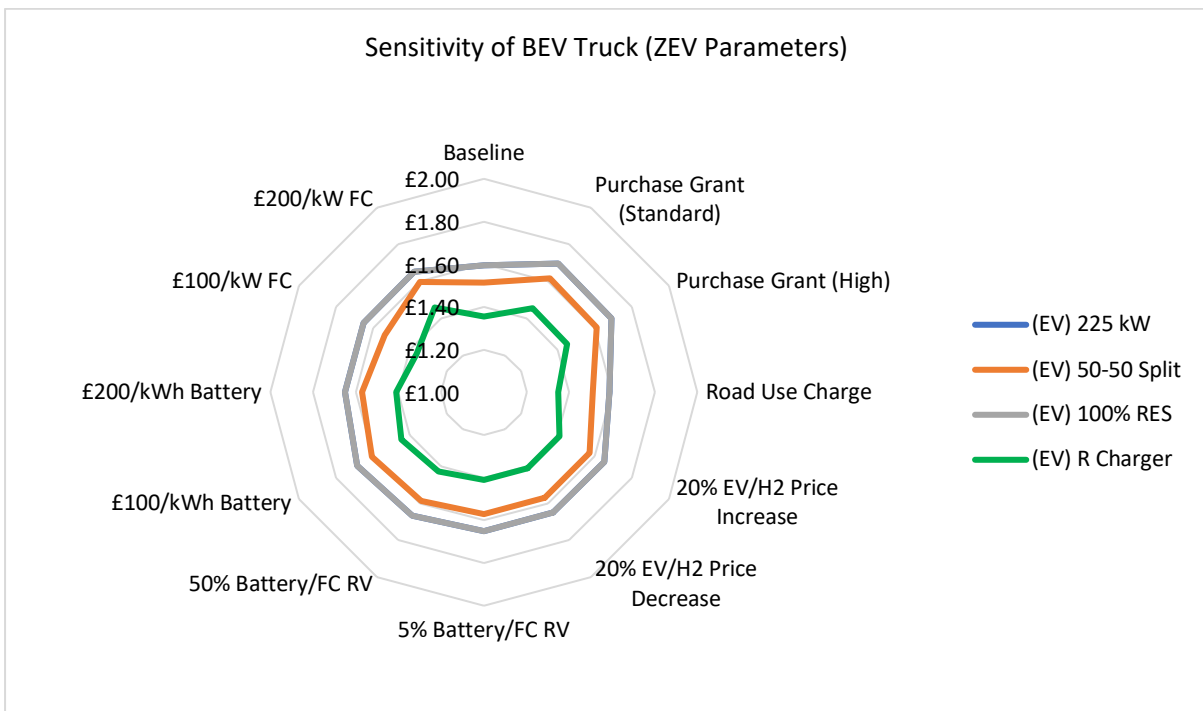 Sensitivity of BEV Truck (ZEV Parameters)
Baseline
Purchase Grant
(Standard)
Purchase Grant (High)
Road Use Charge
20% EV/H2 Price
Increase
20% EV/H2 Price
Decrease
5% Battery/FC RV
50% Battery/FC RV
£100/kWh Battery
£200/kWh Battery
£100/kW FC
£200/kW FC
£2.00
£1.80
£1.60
£1.40
£1.20
£1.00
(EV) 225 kW
(EV) 50-50 Split
(EV) 100% RES
(EV) R Charger